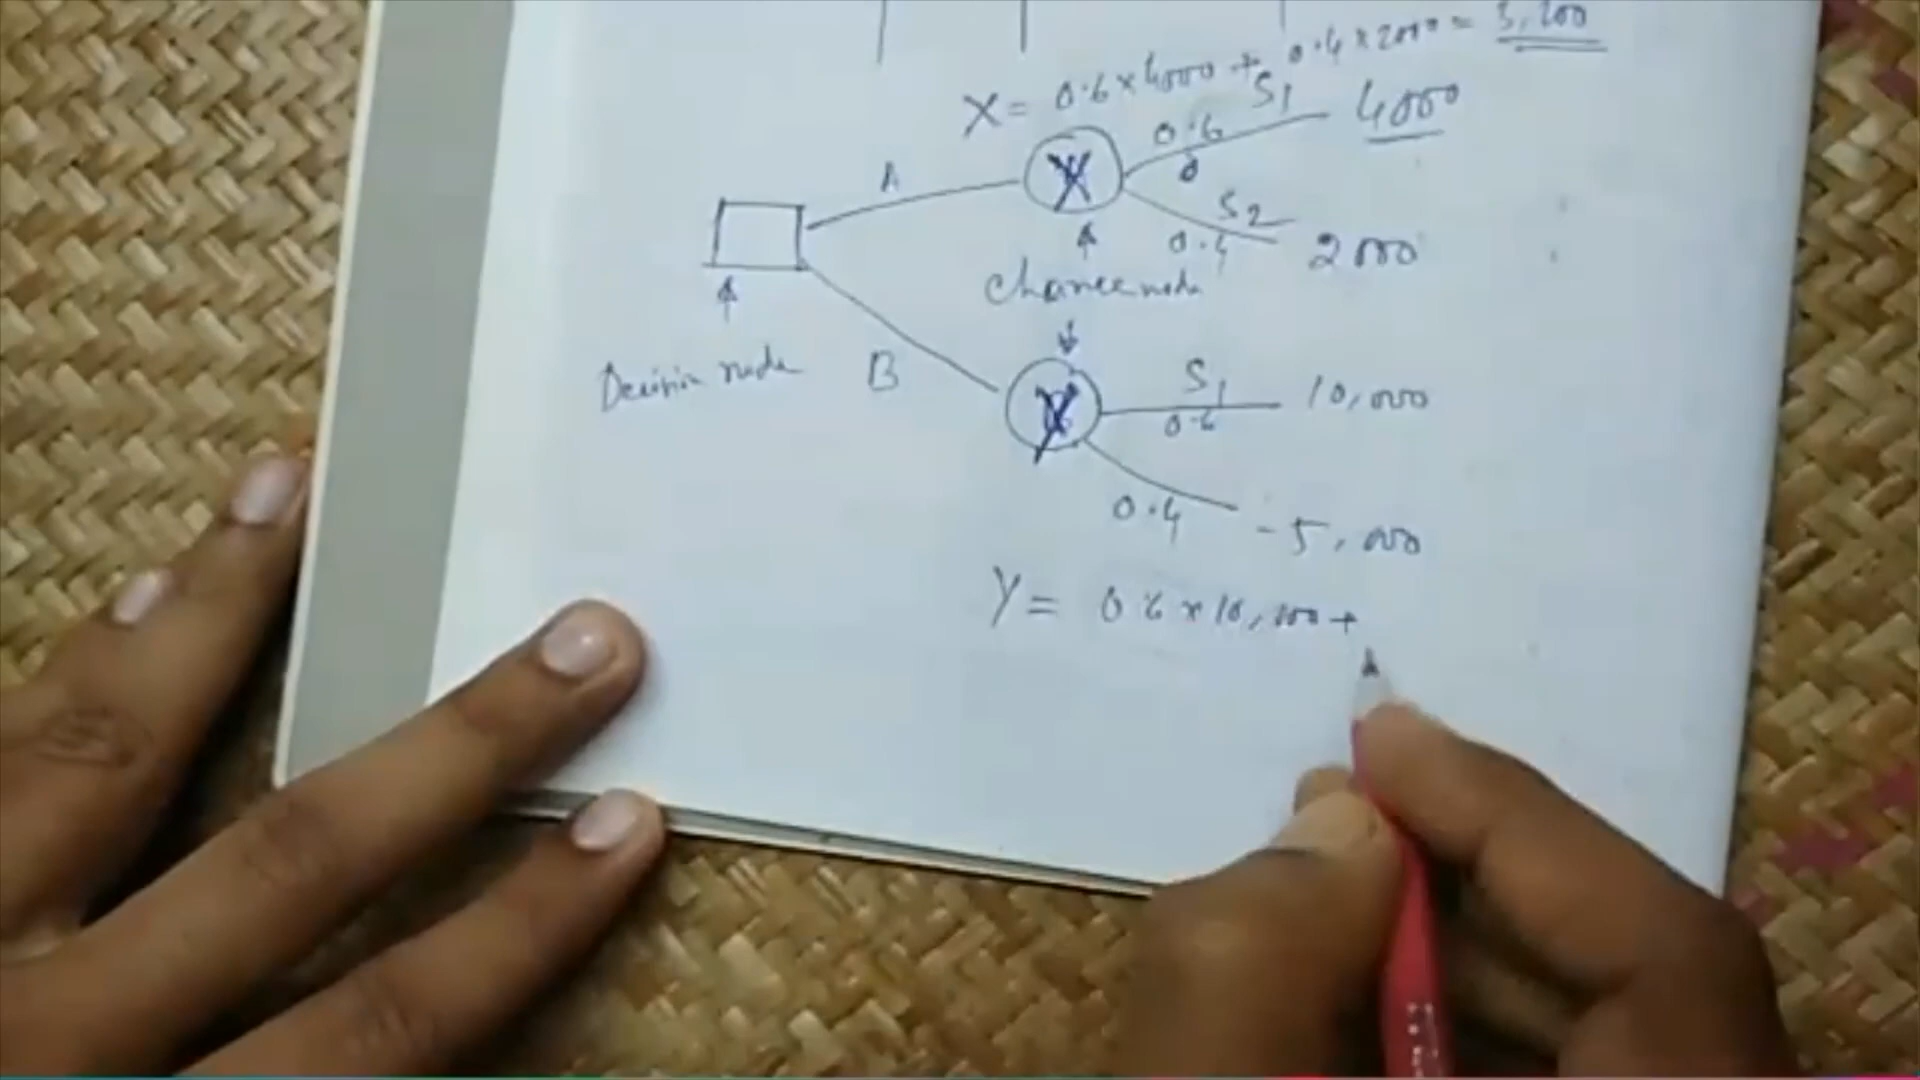 X = 0.6 x 4000 + 0.4 x 2000 = 3,200
A
X
0.6
S1
4000
S2
0.4
2000
Chance node
Decision node
B
Y
S1
0.6
10,000
0.4
-5,000
Y = 0.6 x 10,000 +